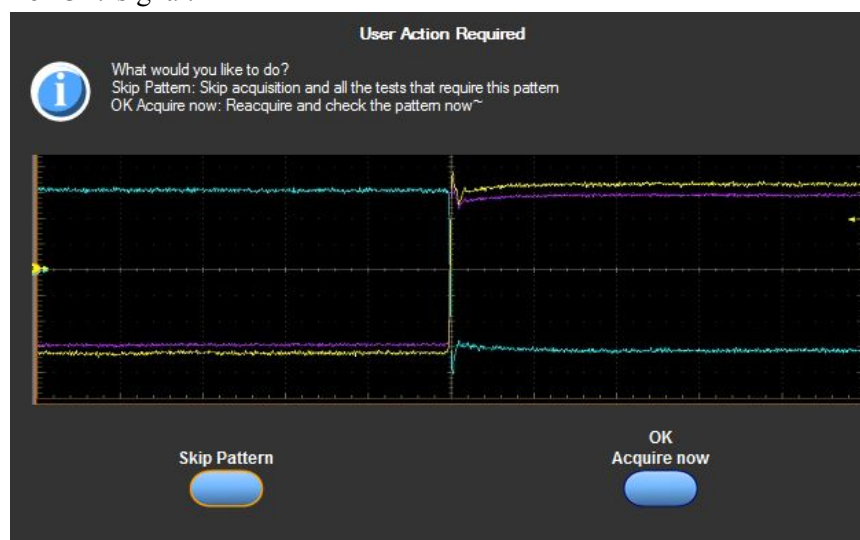 User Action Required
What would you like to do?
Skip Pattern: Skip acquisition and all the tests that require this pattern
OK Acquire now: Reacquire and check the pattern now~
Skip Pattern
OK
Acquire now